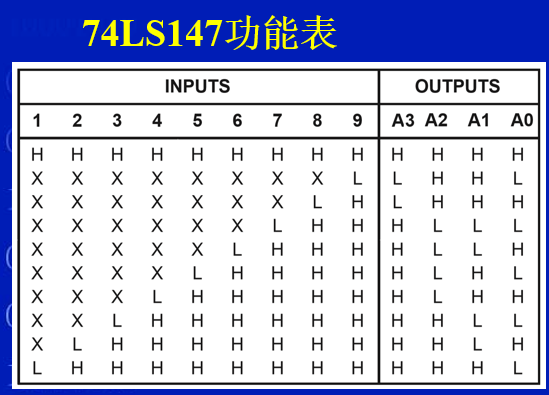 74LS147功能表
INPUTS OUTPUTS
1 2 3 4 5 6 7 8 9 A3 A2 A1 A0
H H H H H H H H H H H H H
X X X X X X X X L L H H L
X X X X X X X L H L H H H
X X X X X X L H H H L L L
X X X X X L H H H H L L H
X X X X L H H H H H L H L
X X X L H H H H H H L H H
X X L H H H H H H H H L L
X L H H H H H H H H H L H
L H H H H H H H H H H H L